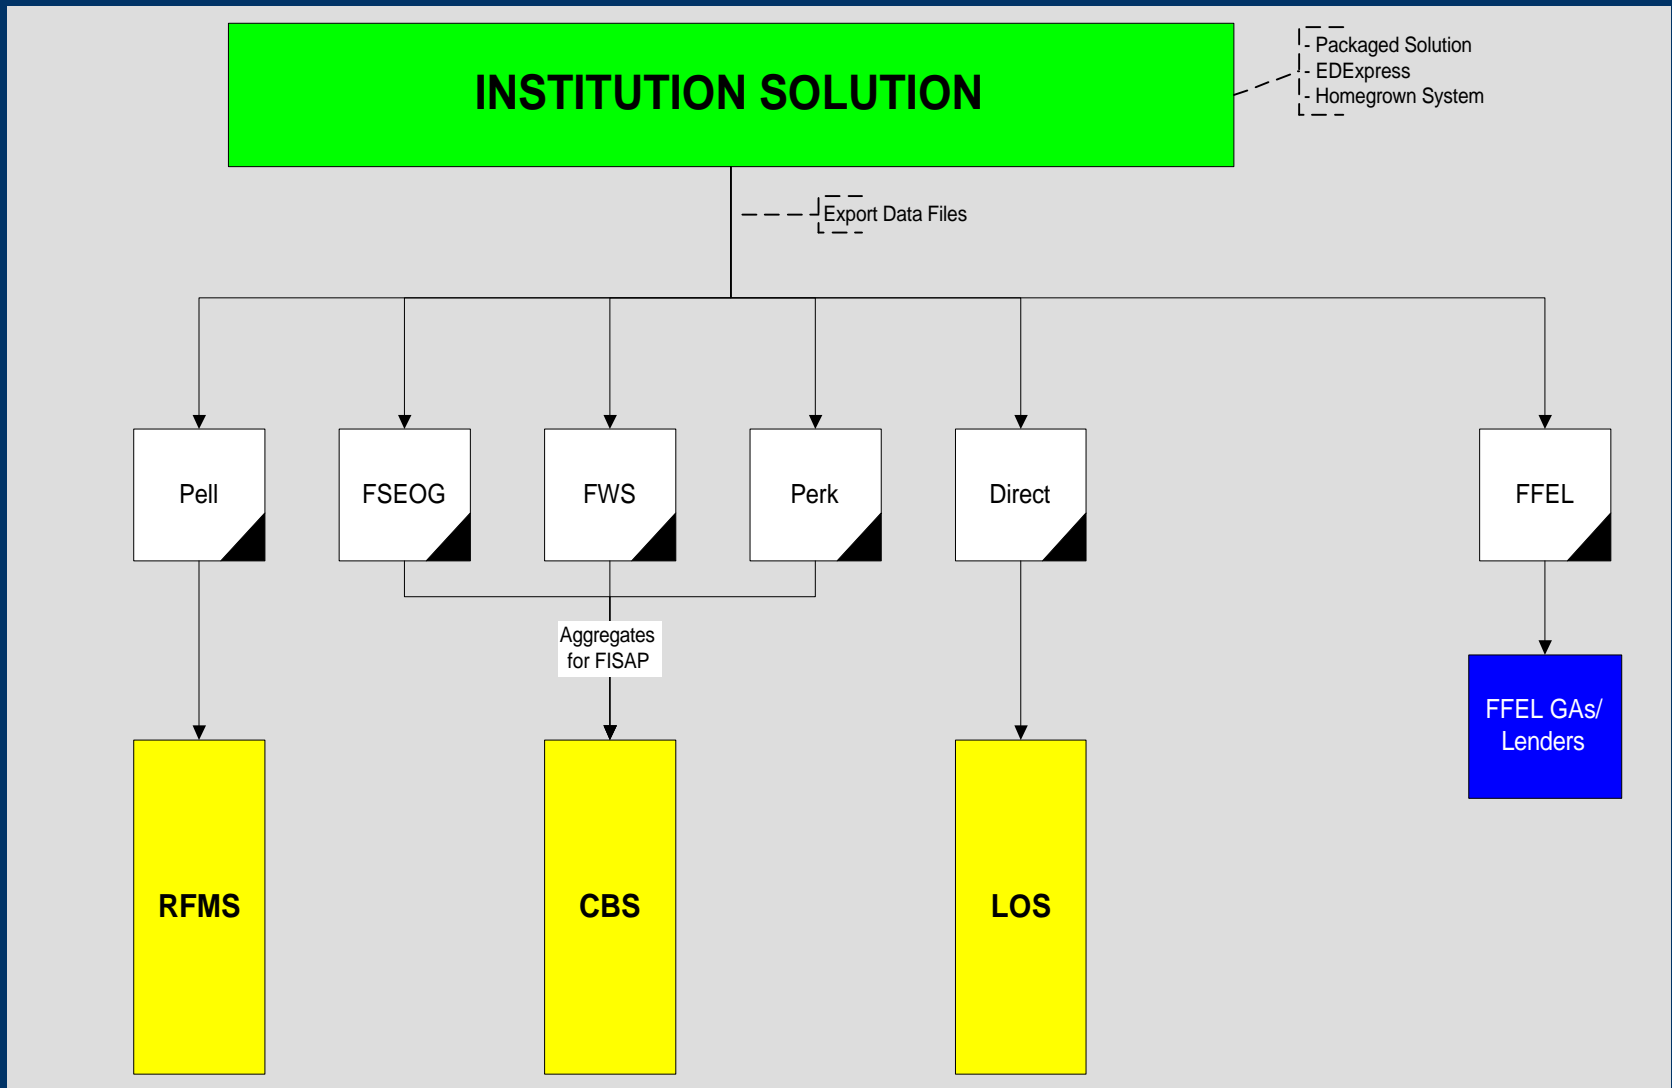 INSTITUTION SOLUTION
- Packaged Solution
- EDExpress
- Homegrown System
Export Data Files
Pell
FSEOG
FWS
Perk
Direct
FFEL
Aggregates
for FISAP
FFEL GAs/
Lenders
RFMS
CBS
LOS